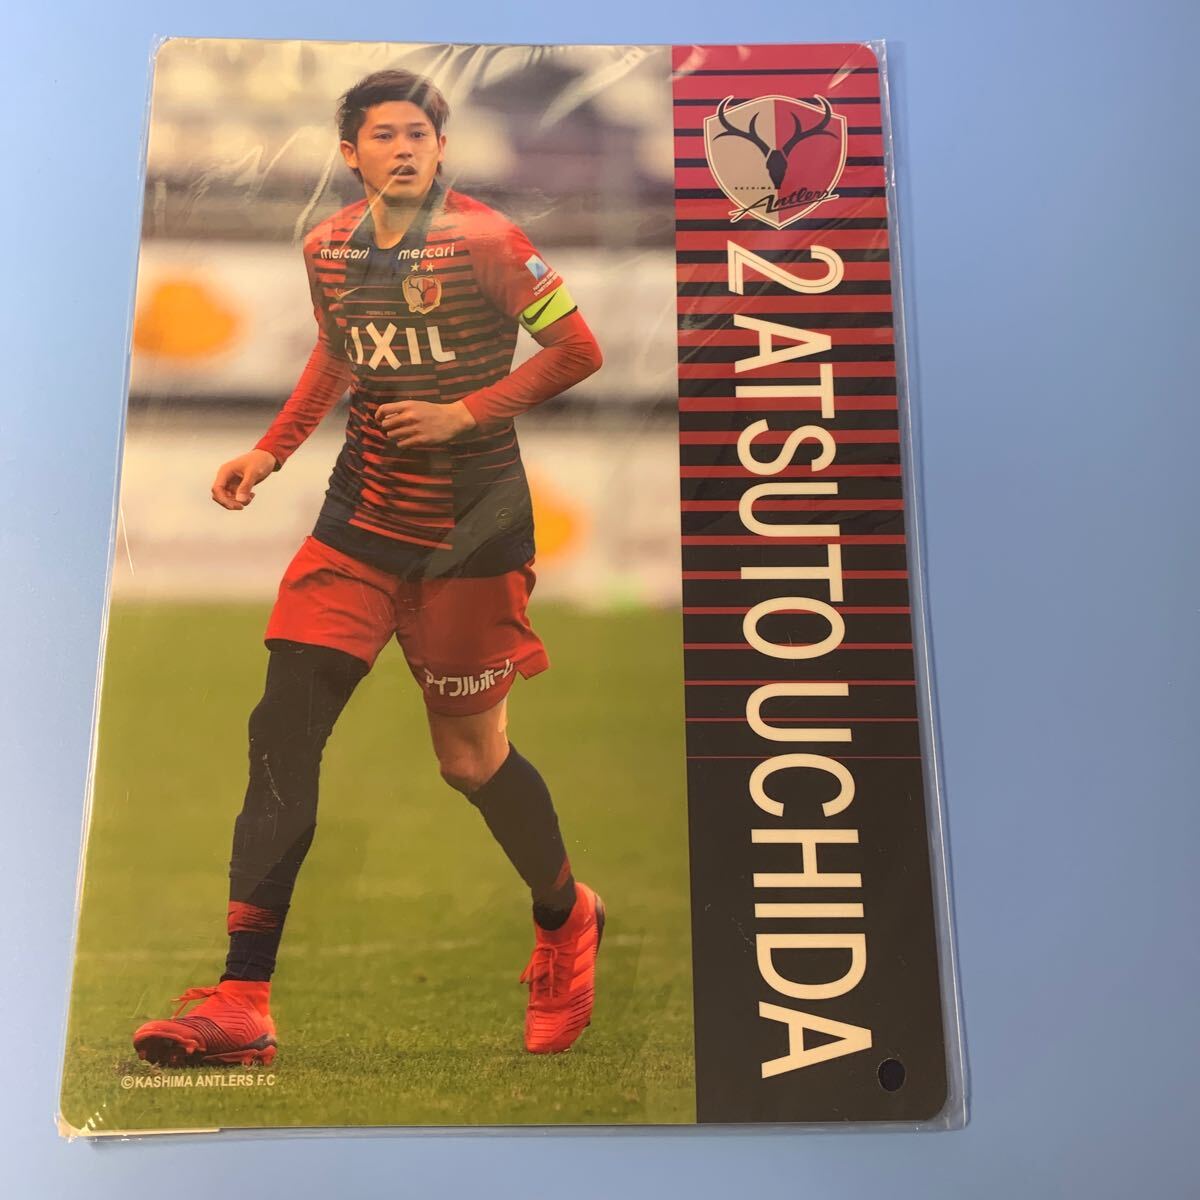 KASHIMA
Antlers
2 ATSUTO UCHIDA
mercari mercari
LIXIL
アイフルホーム
©KASHIMA ANTLERS F.C